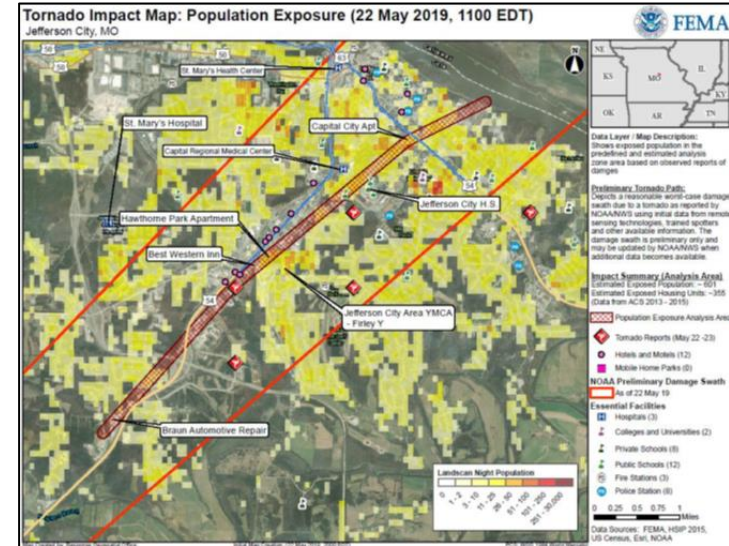 Tornado Impact Map: Population Exposure (22 May 2019, 1100 EDT)
Jefferson City, MO
FEMA
NE
KS
MO
IL
KY
OK
AR
TN
N
50
50
63
54
54
St. Mary's Health Center
St. Mary's Hospital
Capital City Apt
Capital Regional Medical Center
Jefferson City H.S
Hawthorne Park Apartment
Best Western Inn
Jefferson City Area YMCA
- Firley Y
Braun Automotive Repair
Landscan Night Population
0
1 - 2
3 - 10
11 - 25
26 - 50
51 - 100
101 - 250
251 - 30,000
Data Layer / Map Description:
Shows exposed population in the
predefined and estimated analysis
zone area based on observed reports of
damges
Preliminary Tornado Path:
Depicts a reasonable worst-case damage
swath due to a tornado as reported by
NOAA/NWS using initial data from remote
sensing technologies, trained spotters
and other available information. The
damage swath is preliminary only and
may be updated by NOAA/NWS when
additional data becomes available.
Impact Summary (Analysis Area)
Estimated Exposed Population: ~ 601
Estimated Exposed Housing Units: ~355
(Data from ACS 2013 - 2015)
Population Exposure Analysis Area
Tornado Reports (May 22 -23)
Hotels and Motels (12)
Mobile Home Parks (0)
NOAA Preliminary Damage Swath
As of 22 May 19
Essential Facilities
Hospitals (3)
Colleges and Universities (2)
Private Schools (8)
Public Schools (12)
Fire Stations (3)
Police Station (8)
0 0.25 0.5 1
Miles
Data Sources: FEMA, HSIP 2015,
US Census, Esri, NOAA